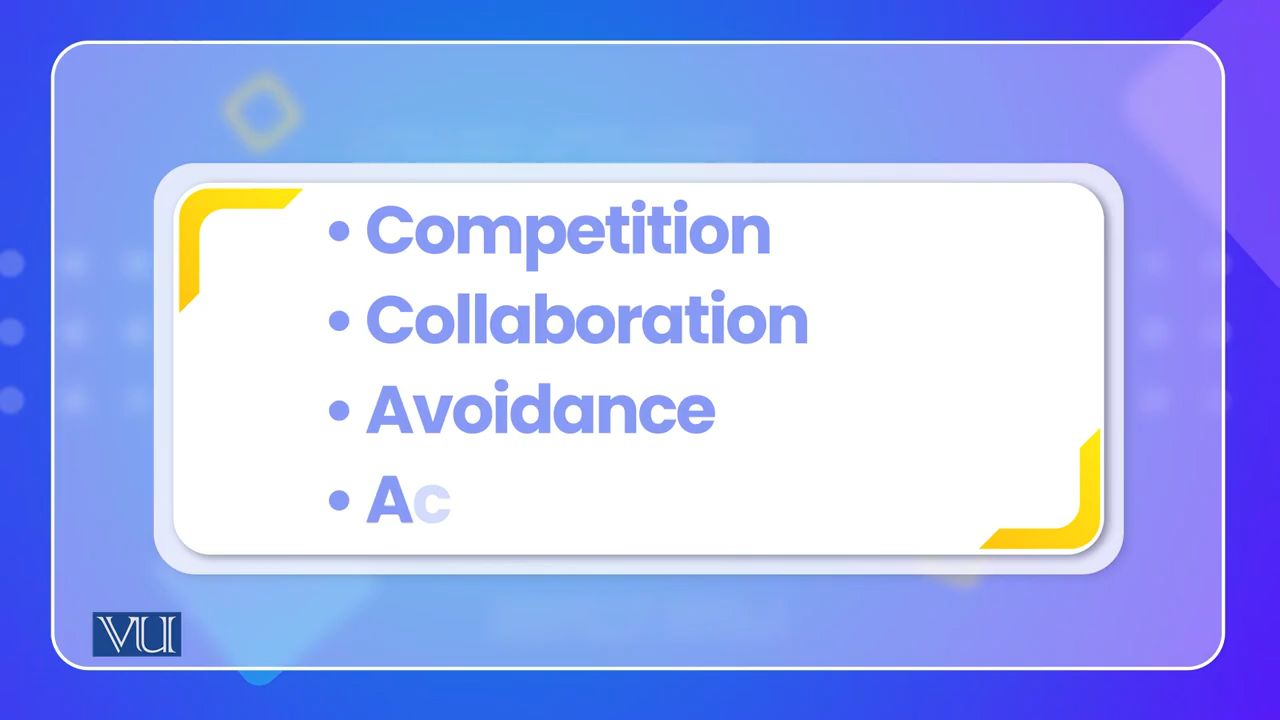 • Competition
• Collaboration
• Avoidance
• Ac
VU